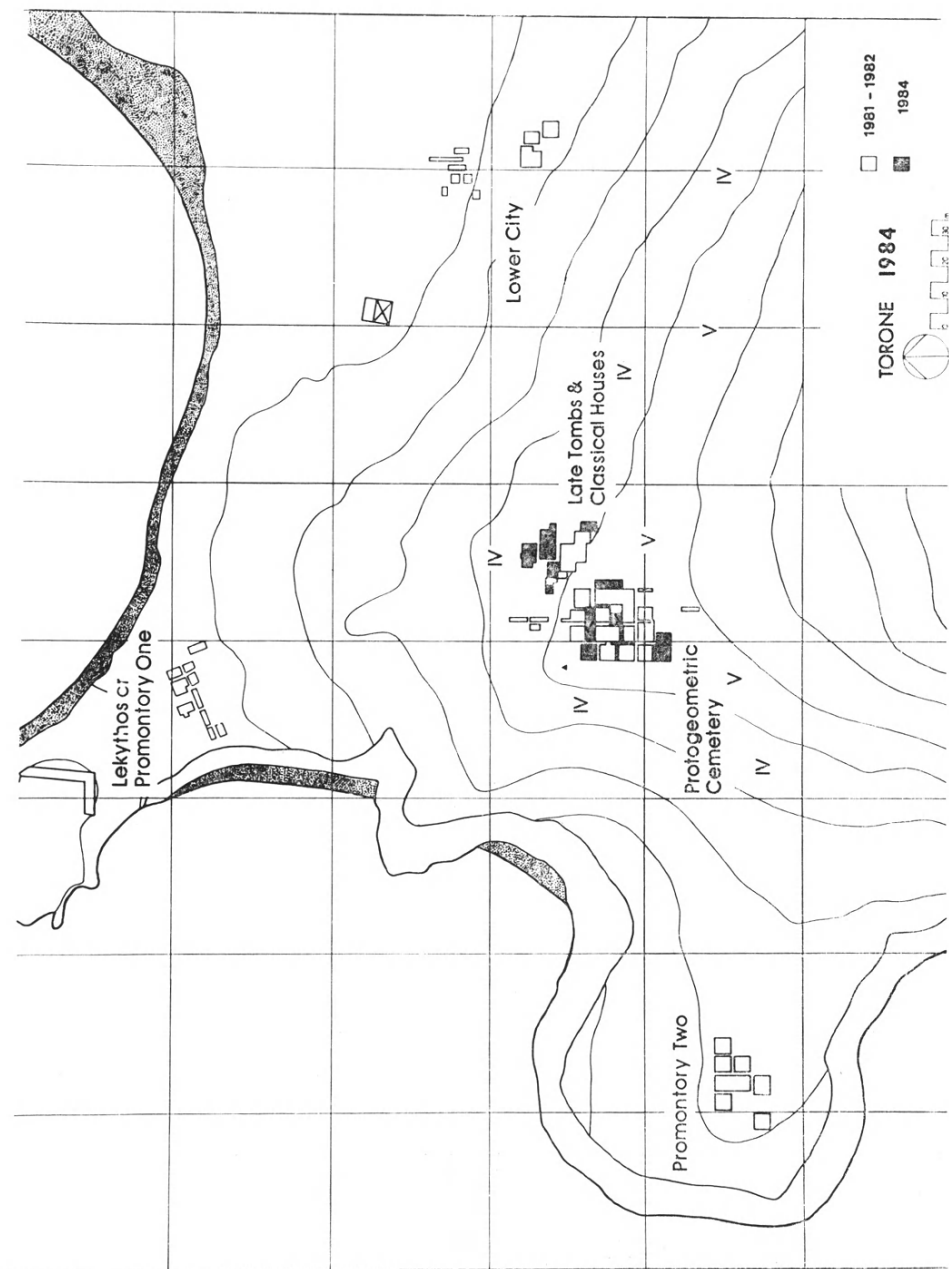 Lekythos cr
Promontory One
Lower City
Late Tombs &
Classical Houses
IV
IV
IV
IV
IV
V
V
V
Protogeometric
Cemetery
Promontory Two
1981 - 1982
1984
TORONE 1984